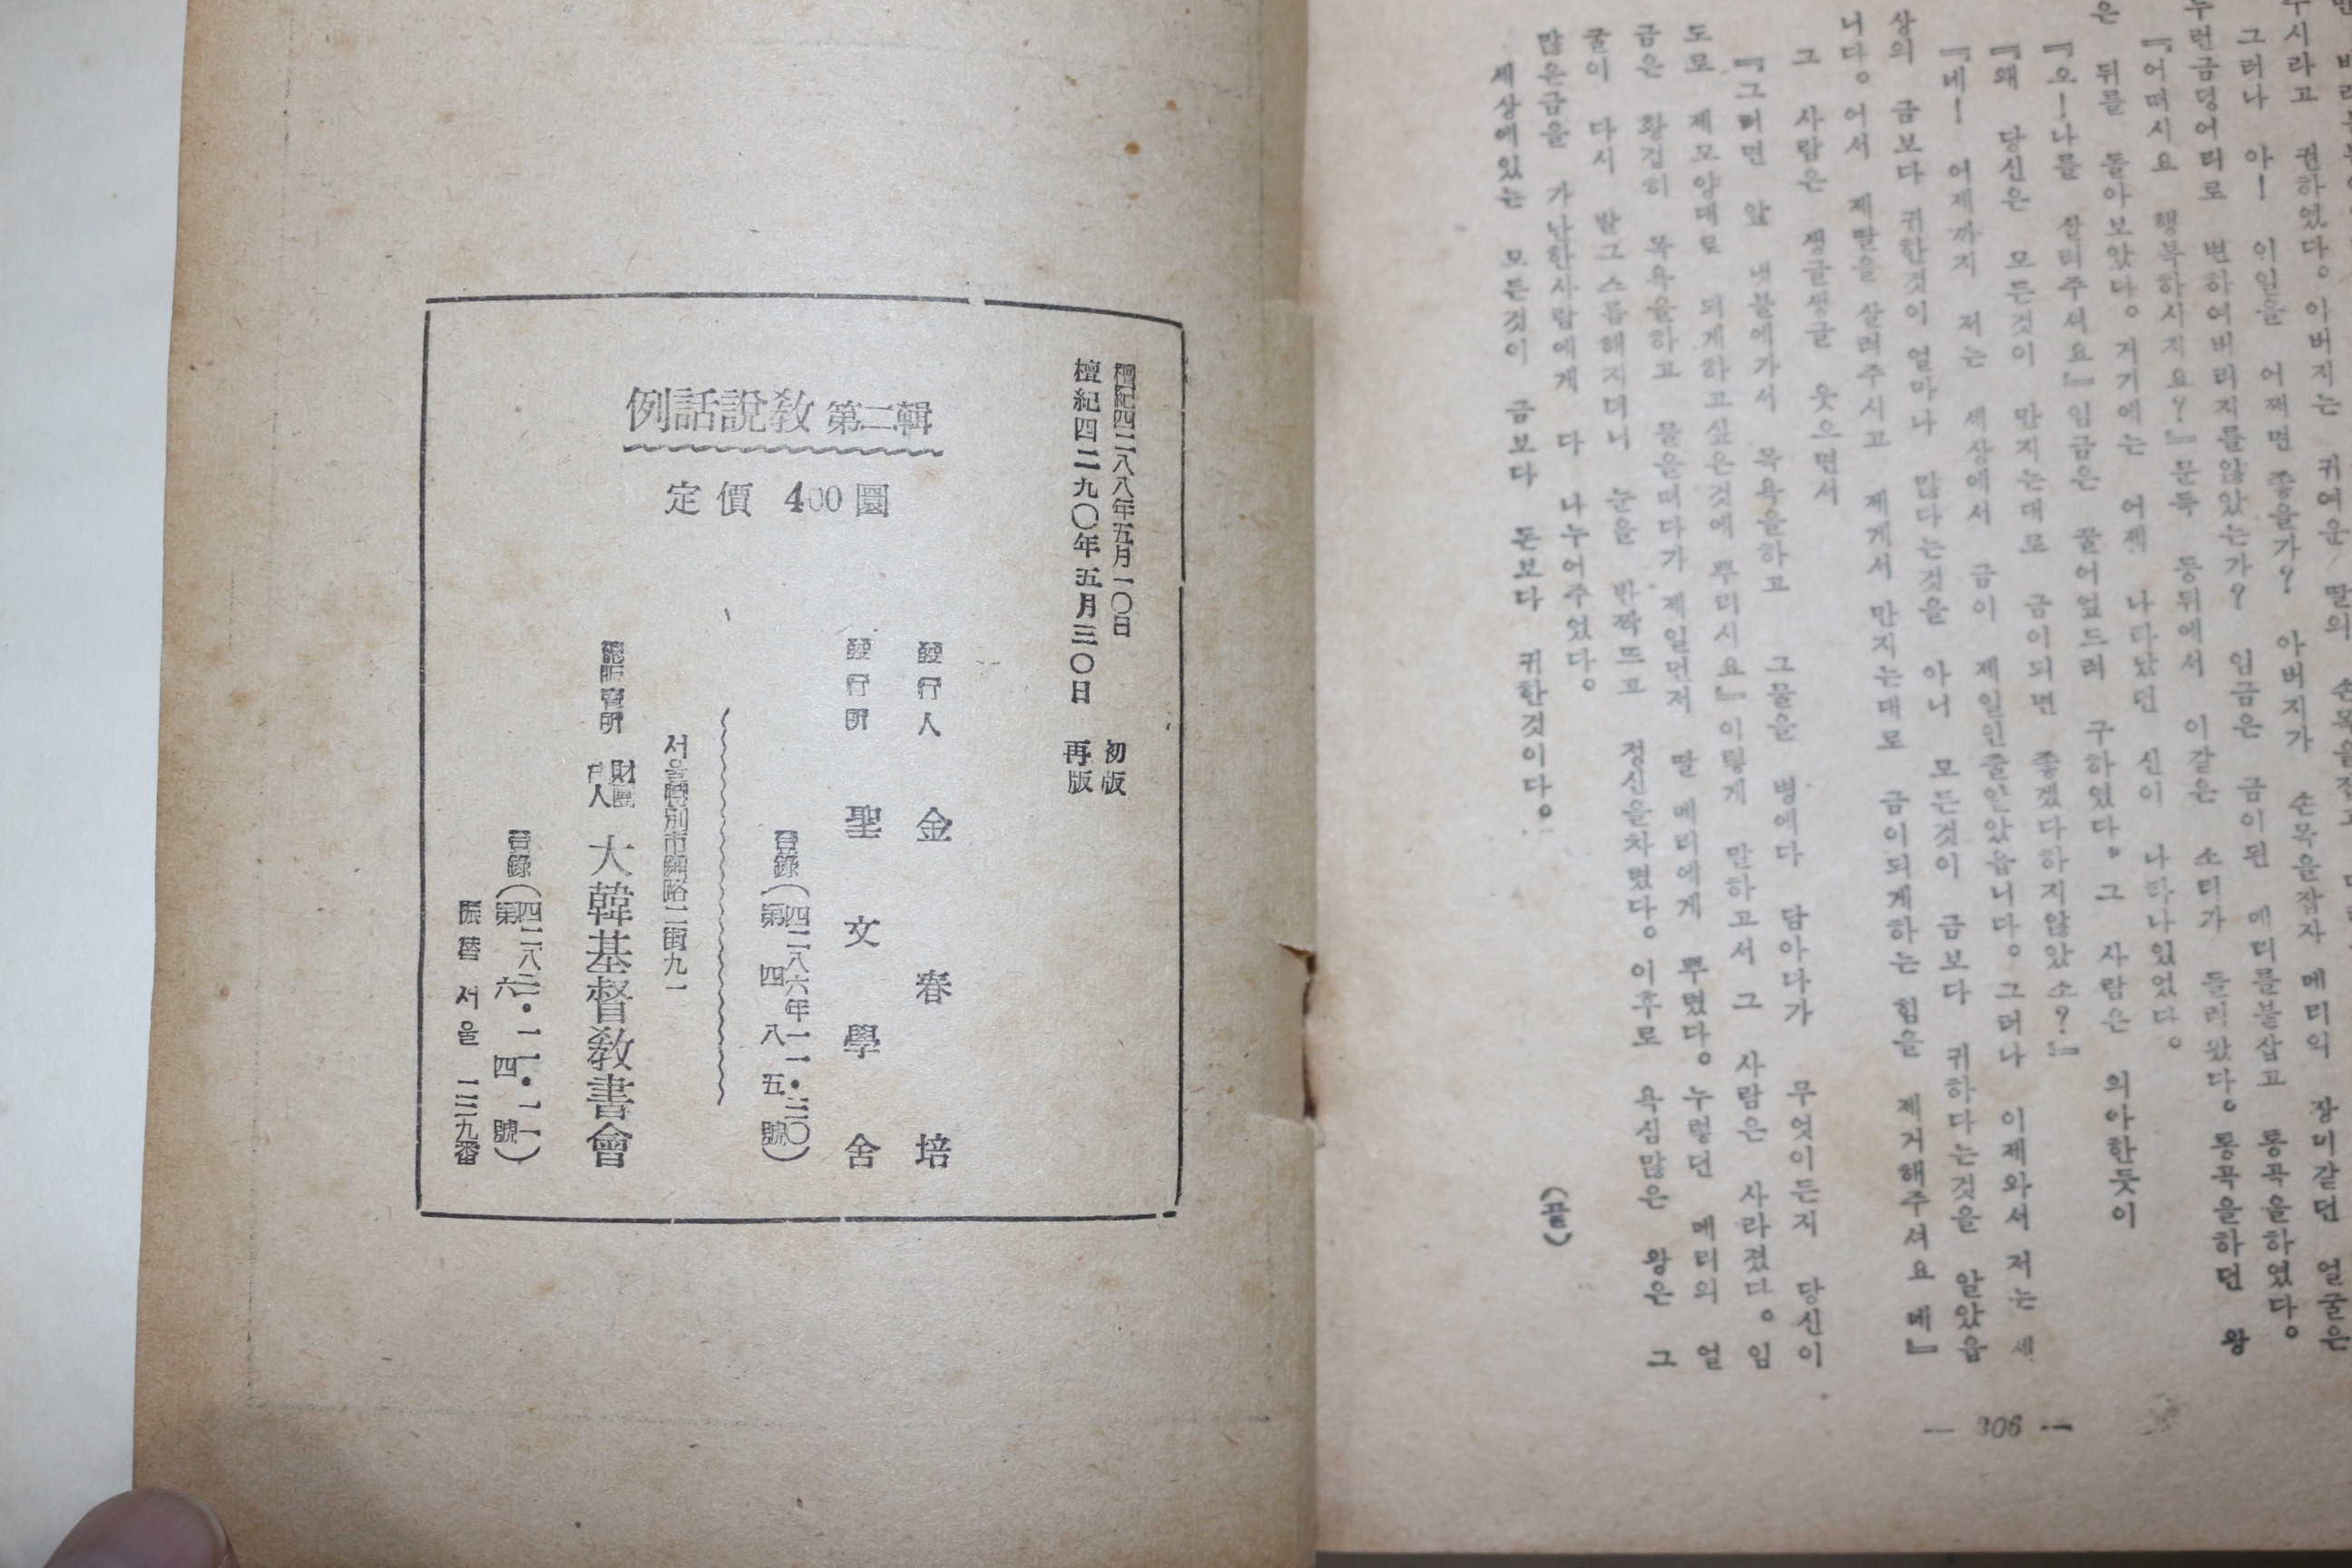 면
주시라고 권하였다。아버지는 귀여운 딸의
그러나 아ㅣ 이일을 어쩌면 좋을가? 아버지가 손목을잡자 메리의 장미같던 얼굴은
누런금덩어리로 변하여버리지를않았는가? 임금은 금이된 메리를붙잡고 통곡을하였다。
『어떠시요 행복하시지요?』문득 등뒤에서 이같은 소리가 들려왔다。통곡을하던 왕
은 뒤를 돌아보았다。거기에는 어제 나타났던 신이 나타나있었다。
『오ㅣ나를 살려주셔요』임금은 꿀어엎드려 구하였다。그 사람은 의아한듯이
『왜 당신은 모든것이 만지는대로 금이되면 좋겠다하지않았소?』
『네ㅣ 어제까지 저는 세상에서 금이 제일인줄알았읍니다。그러나 이제와서 저는 세
상의 금보다 귀한것이 얼마나 많다는것을 아니 모든것이 금보다 귀하다는것을 알았읍
니다。어서 제딸을 살려주시고 제게서 만지는대로 금이되게하는 힘을 제거해주셔요 네』
그 사람은 생글생글 웃으면서
『그러면 앞 냇물에가서 목욕을하고 그물을 병에다 담아다가 무엇이든지 당신이
도로 제모양대로 되게하고싶은것에 뿌리시요』이렇게 말하고서 그 사람은 사라졌다。임
금은 황겁히 목욕을하고 물을떠다가 제일먼저 딸 메리에게 뿌렸다。누렇던 메리의 얼
굴이 다시 발그스름해지더니 눈을 반짝뜨고 정신을차렸다。이후로 욕심많은 왕은 그
많은금을 가난한사람에게 다 나누어주었다。
세상에있는 모든것이 금보다 돈보다 귀한것이다。
(끝)
— 306 —
檀紀四二八八年五月一〇日 初版
檀紀四二九〇年五月三〇日 再版
例話說敎 第二輯
定價 400圜
發行人 金春培
發行所 聖文學舍
登錄(四二八六年一一・三〇 第四八五號)
서울特別市鍾路二街九一
總販賣所 財團法人 大韓基督敎書會
登錄(四二八三・一一・一一 第六四號)
振替 서울 一三二九番